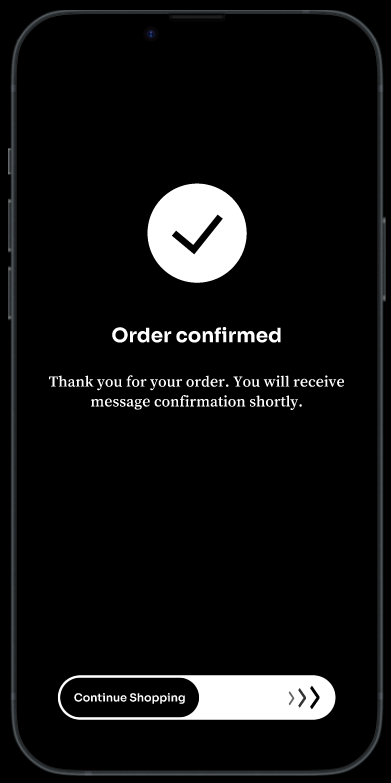 Order confirmed
Thank you for your order. You will receive
message confirmation shortly.
Continue Shopping